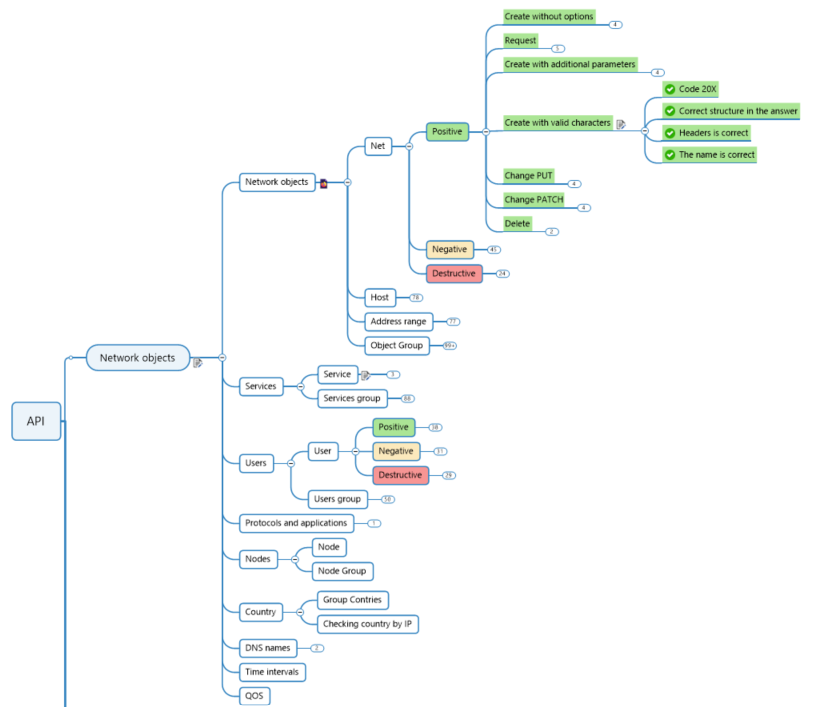 Create without options 4
Request 5
Create with additional parameters 4
Code 20X
Correct structure in the answer
Create with valid characters
Positive
Headers is correct
Net
The name is correct
Change PUT 4
Network objects
Change PATCH 4
Delete 2
Negative 45
Destructive 24
Host 78
Address range 77
Object Group 99+
Network objects
Service 3
Services
Services group 68
API
Positive 38
User
Negative 31
Users
Destructive 29
Users group 50
Protocols and applications 1
Node
Nodes
Node Group
Group Contries
Country
Checking country by IP
DNS names 2
Time intervals
QOS